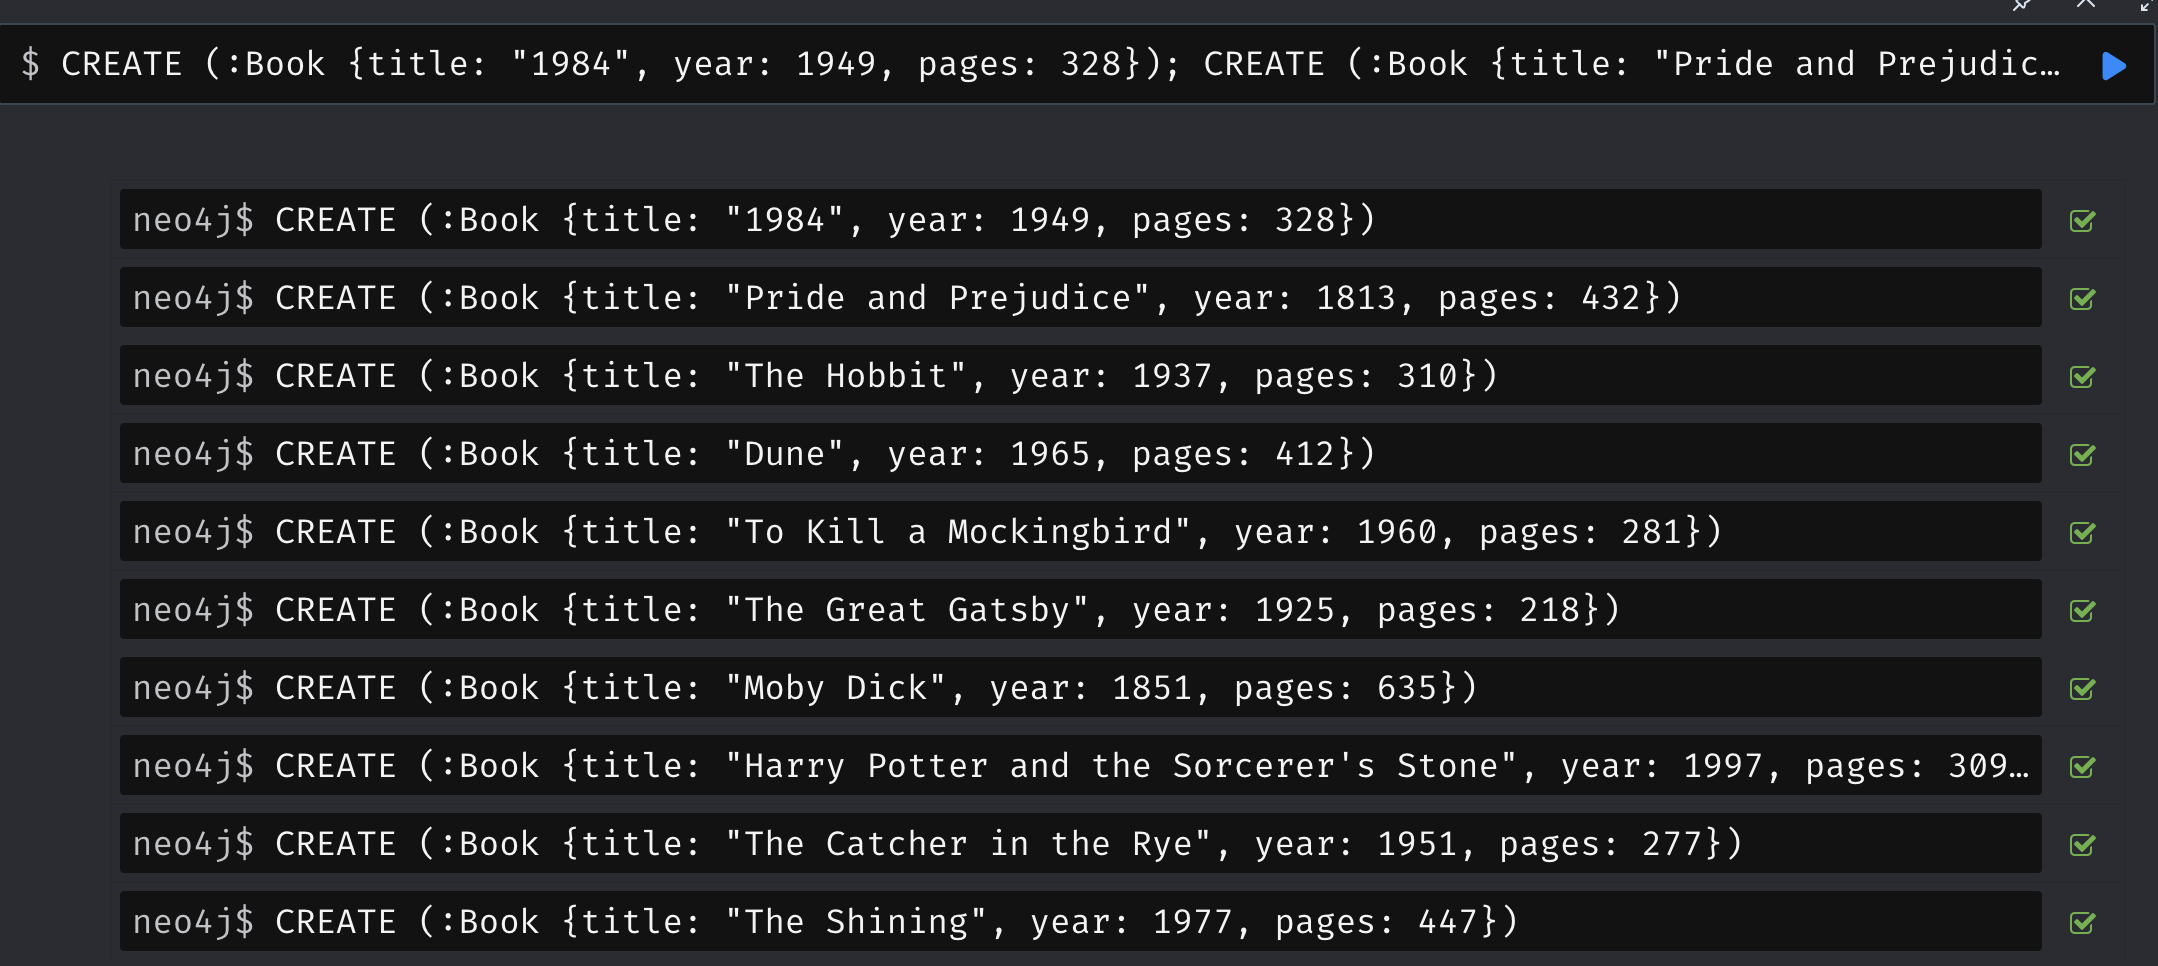 $ CREATE (:Book {title: "1984", year: 1949, pages: 328}); CREATE (:Book {title: "Pride and Prejudic…
neo4j$ CREATE (:Book {title: "1984", year: 1949, pages: 328})
neo4j$ CREATE (:Book {title: "Pride and Prejudice", year: 1813, pages: 432})
neo4j$ CREATE (:Book {title: "The Hobbit", year: 1937, pages: 310})
neo4j$ CREATE (:Book {title: "Dune", year: 1965, pages: 412})
neo4j$ CREATE (:Book {title: "To Kill a Mockingbird", year: 1960, pages: 281})
neo4j$ CREATE (:Book {title: "The Great Gatsby", year: 1925, pages: 218})
neo4j$ CREATE (:Book {title: "Moby Dick", year: 1851, pages: 635})
neo4j$ CREATE (:Book {title: "Harry Potter and the Sorcerer's Stone", year: 1997, pages: 309…
neo4j$ CREATE (:Book {title: "The Catcher in the Rye", year: 1951, pages: 277})
neo4j$ CREATE (:Book {title: "The Shining", year: 1977, pages: 447})